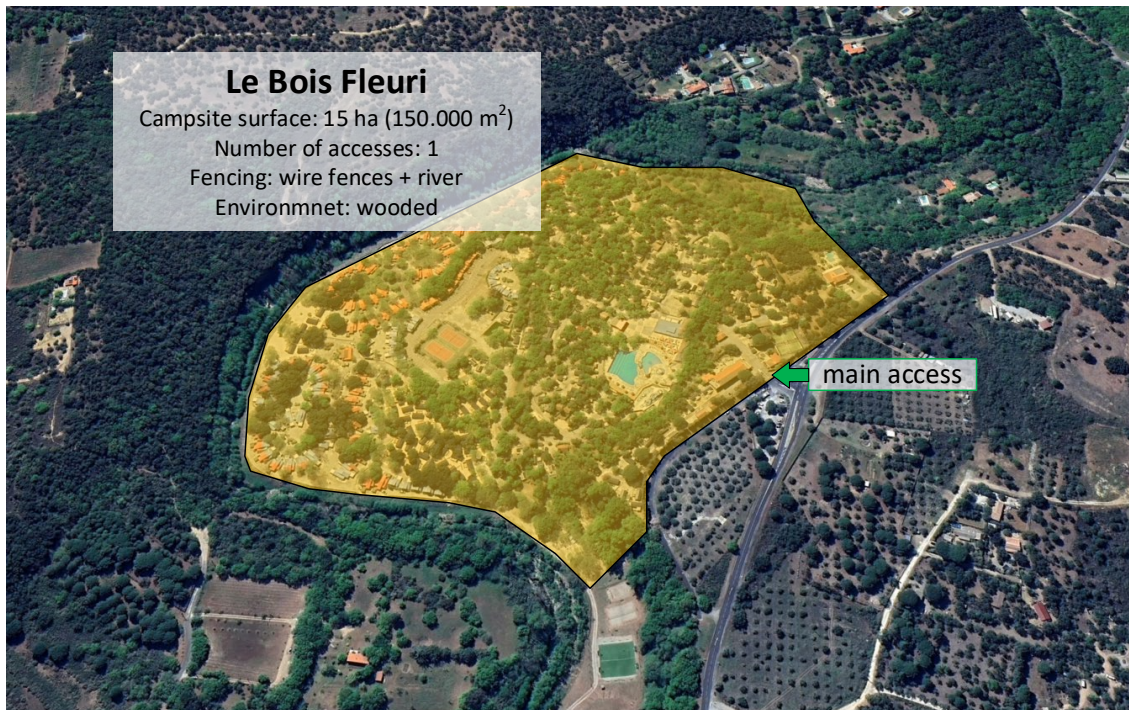 Le Bois Fleuri
Campsite surface: 15 ha (150.000 m²)
Number of accesses: 1
Fencing: wire fences + river
Environmnet: wooded
main access